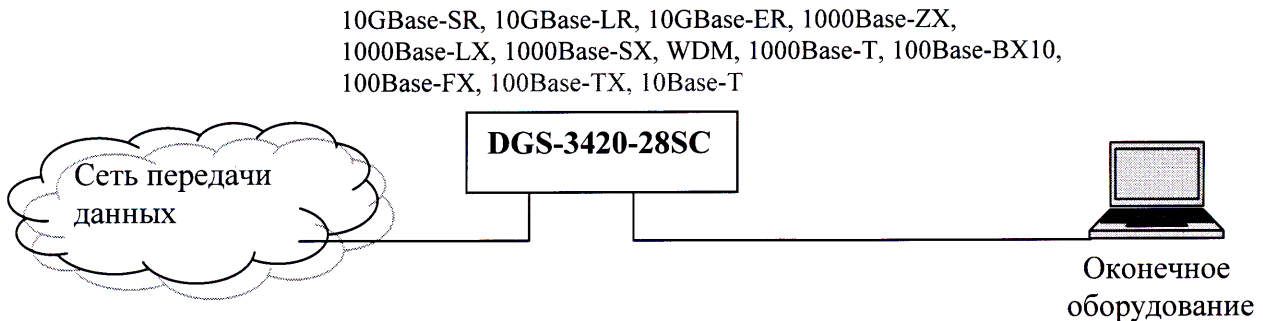 10GBase-SR, 10GBase-LR, 10GBase-ER, 1000Base-ZX,
1000Base-LX, 1000Base-SX, WDM, 1000Base-T, 100Base-BX10,
100Base-FX, 100Base-TX, 10Base-T
DGS-3420-28SC
Сеть передачи
данных
Оконечное
оборудование